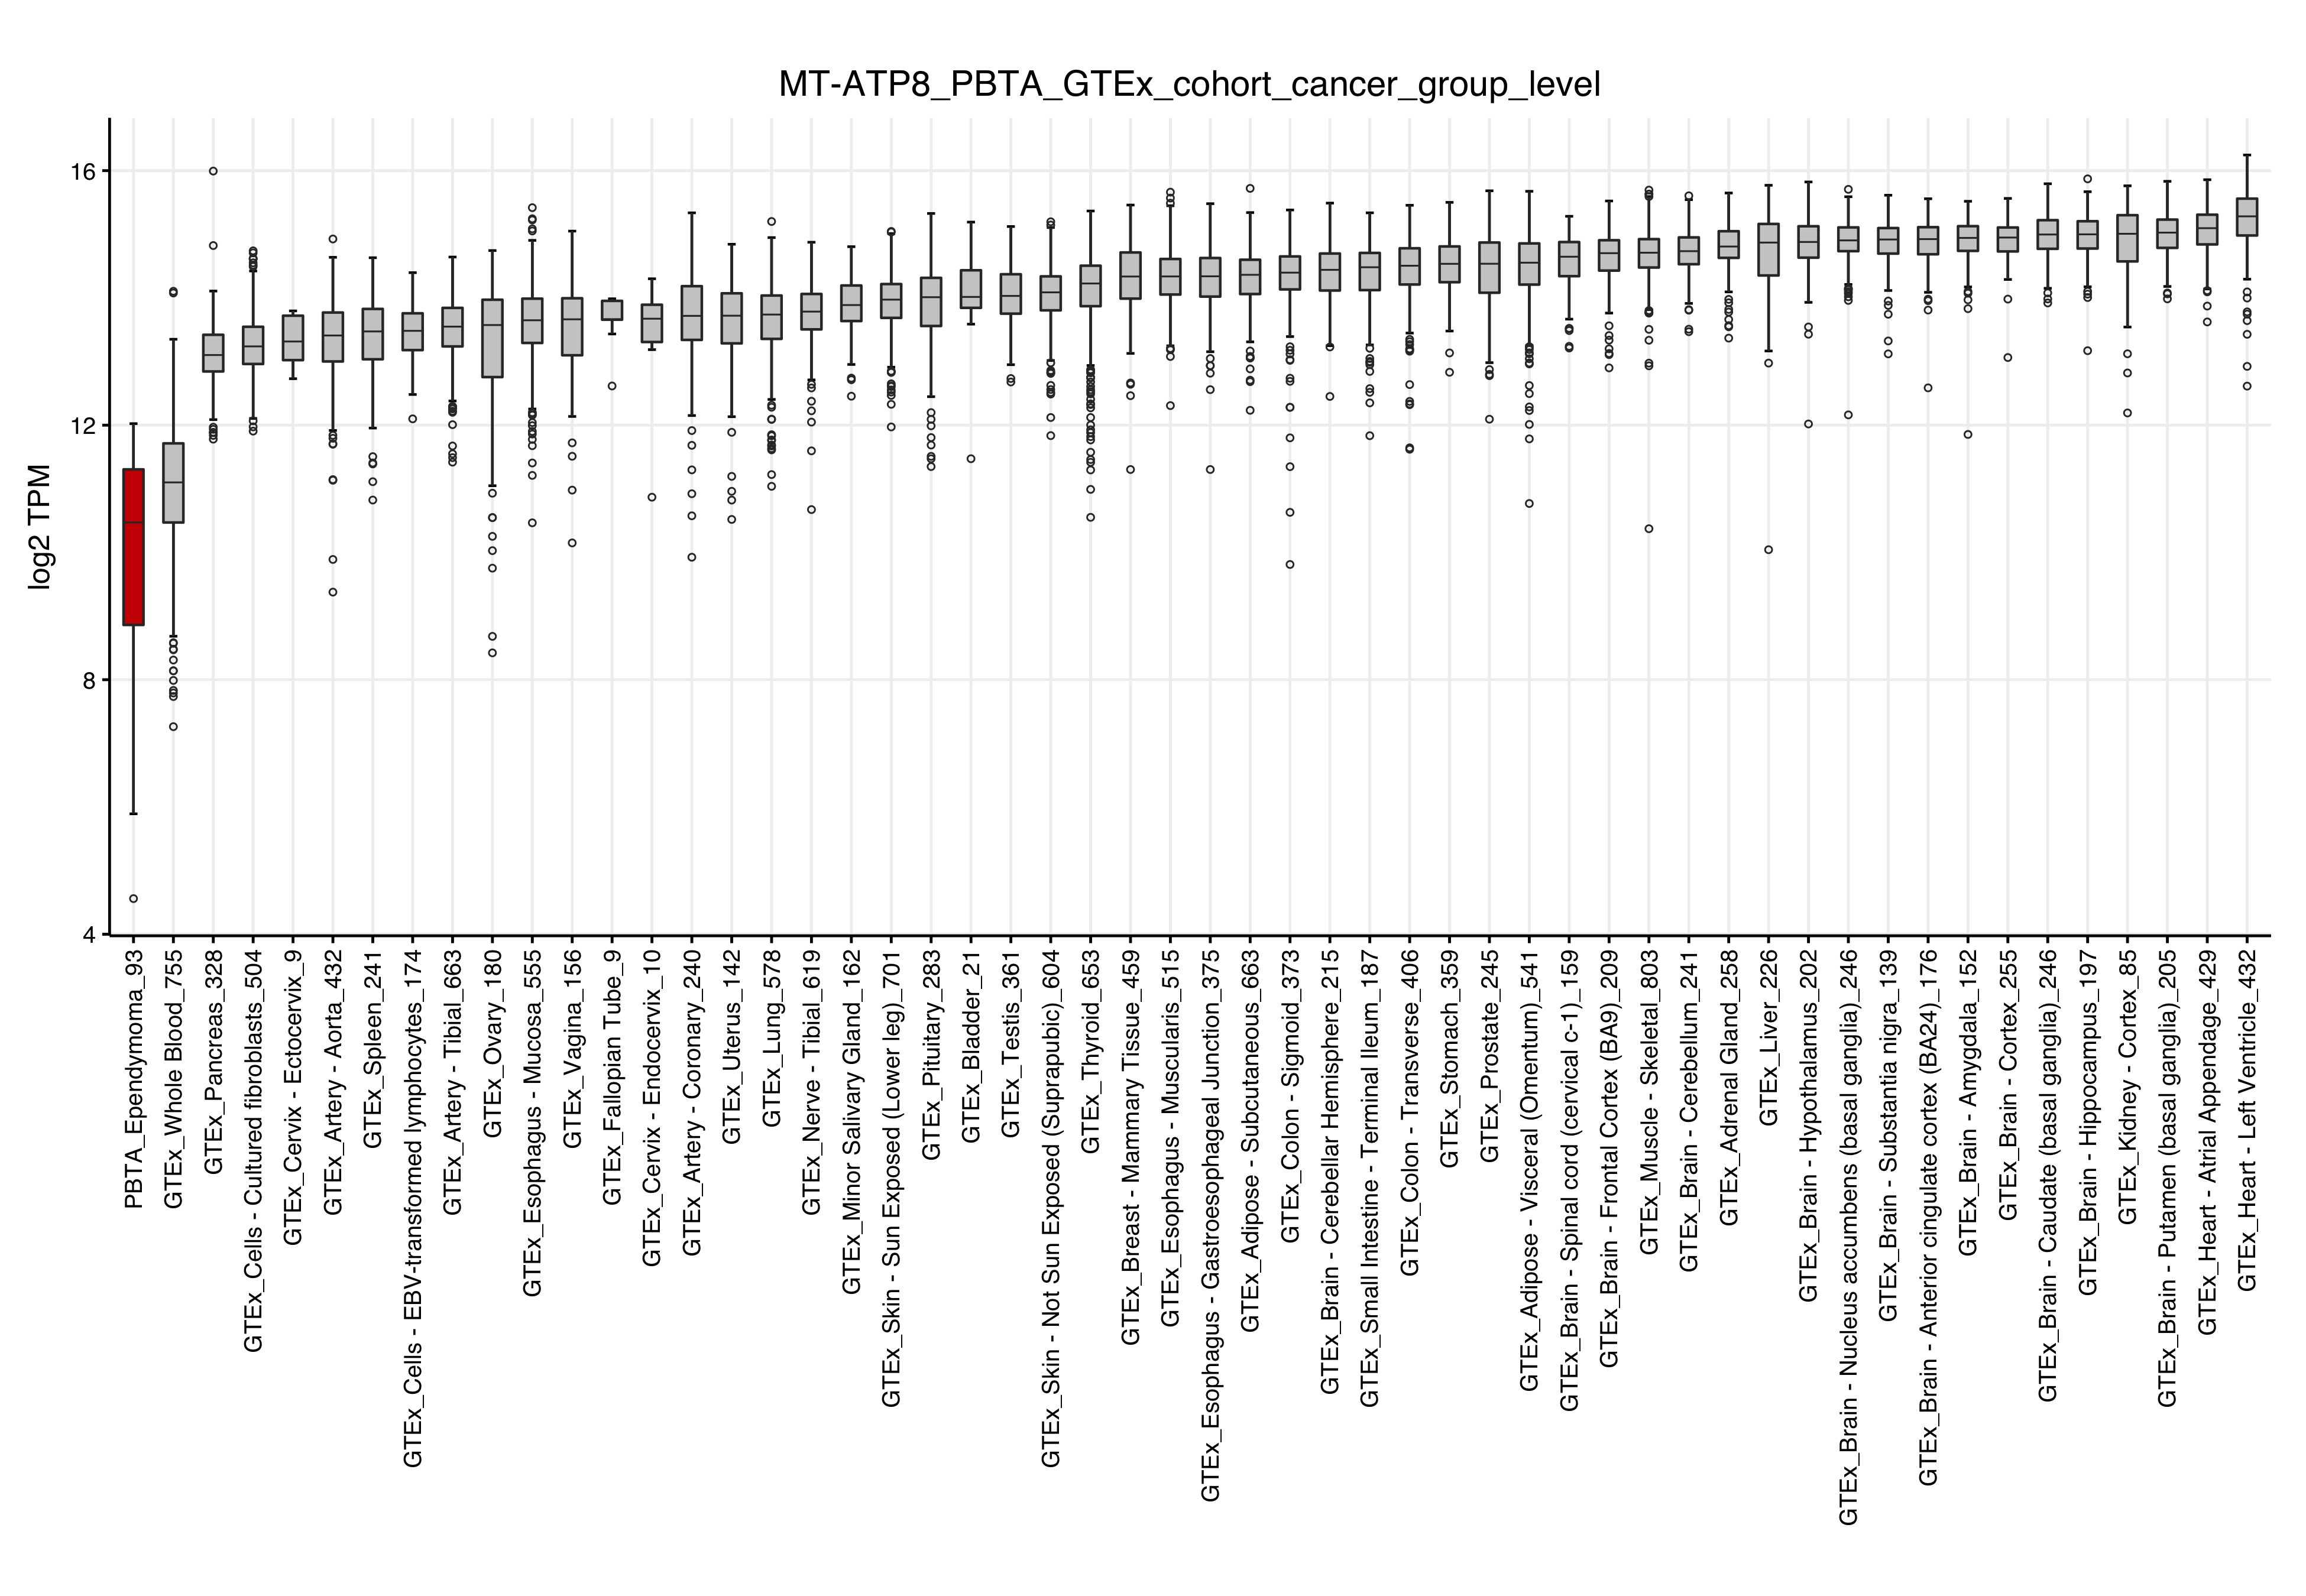 MT-ATP8_PBTA_GTEx_cohort_cancer_group_level
log2 TPM
16
12
8
4
PBTA_Ependymoma_93
GTEx_Whole Blood_755
GTEx_Pancreas_328
GTEx_Cells - Cultured fibroblasts_504
GTEx_Cervix - Ectocervix_9
GTEx_Artery - Aorta_432
GTEx_Spleen_241
GTEx_Cells - EBV-transformed lymphocytes_174
GTEx_Artery - Tibial_663
GTEx_Ovary_180
GTEx_Esophagus - Mucosa_555
GTEx_Vagina_156
GTEx_Fallopian Tube_9
GTEx_Cervix - Endocervix_10
GTEx_Artery - Coronary_240
GTEx_Uterus_142
GTEx_Lung_578
GTEx_Nerve - Tibial_619
GTEx_Minor Salivary Gland_162
GTEx_Skin - Sun Exposed (Lower leg)_701
GTEx_Pituitary_283
GTEx_Bladder_21
GTEx_Testis_361
GTEx_Skin - Not Sun Exposed (Suprapubic)_604
GTEx_Thyroid_653
GTEx_Breast - Mammary Tissue_459
GTEx_Esophagus - Muscularis_515
GTEx_Esophagus - Gastroesophageal Junction_375
GTEx_Adipose - Subcutaneous_663
GTEx_Colon - Sigmoid_373
GTEx_Brain - Cerebellar Hemisphere_215
GTEx_Small Intestine - Terminal Ileum_187
GTEx_Colon - Transverse_406
GTEx_Stomach_359
GTEx_Prostate_245
GTEx_Adipose - Visceral (Omentum)_541
GTEx_Brain - Spinal cord (cervical c-1)_159
GTEx_Brain - Frontal Cortex (BA9)_209
GTEx_Muscle - Skeletal_803
GTEx_Brain - Cerebellum_241
GTEx_Adrenal Gland_258
GTEx_Liver_226
GTEx_Brain - Hypothalamus_202
GTEx_Brain - Nucleus accumbens (basal ganglia)_246
GTEx_Brain - Substantia nigra_139
GTEx_Brain - Anterior cingulate cortex (BA24)_176
GTEx_Brain - Amygdala_152
GTEx_Brain - Cortex_255
GTEx_Brain - Caudate (basal ganglia)_246
GTEx_Brain - Hippocampus_197
GTEx_Kidney - Cortex_85
GTEx_Brain - Putamen (basal ganglia)_205
GTEx_Heart - Atrial Appendage_429
GTEx_Heart - Left Ventricle_432